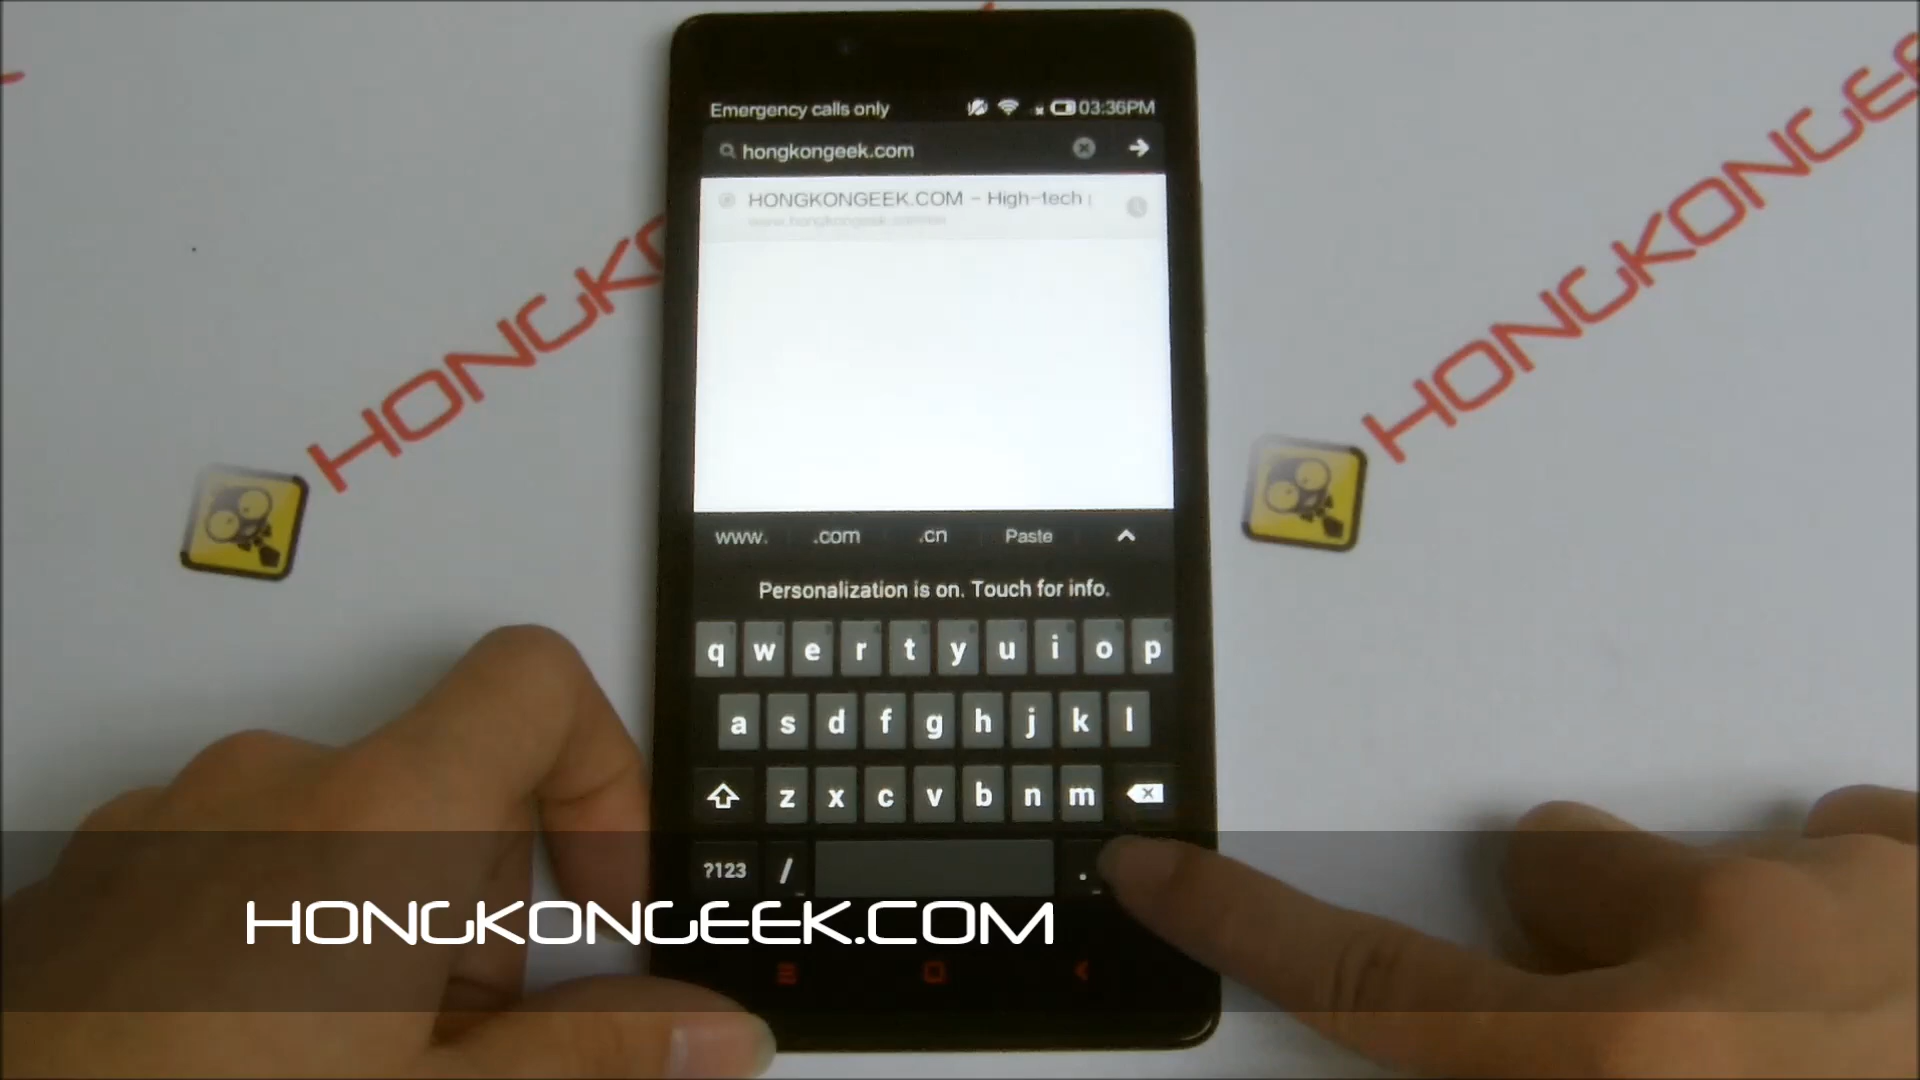 Emergency calls only 03:36PM
hongkongeek.com
HONGKONGEEK.COM - High-tech
www. .com .cn Paste
Personalization is on. Touch for info.
q w e r t y u i o p
a s d f g h j k l
z x c v b n m
?123 / .
HONGKO
HONGKONGEEK
HONGKONGEEK.COM